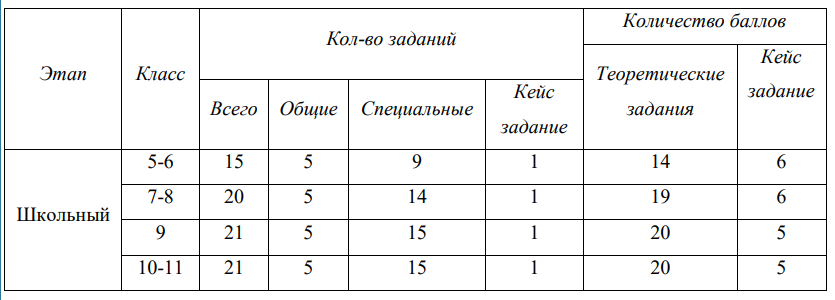 Этап Класс Кол-во заданий Количество баллов
Всего Общие Специальные Кейс задание Теоретические задания Кейс задание
Школьный 5-6 15 5 9 1 14 6
7-8 20 5 14 1 19 6
9 21 5 15 1 20 5
10-11 21 5 15 1 20 5